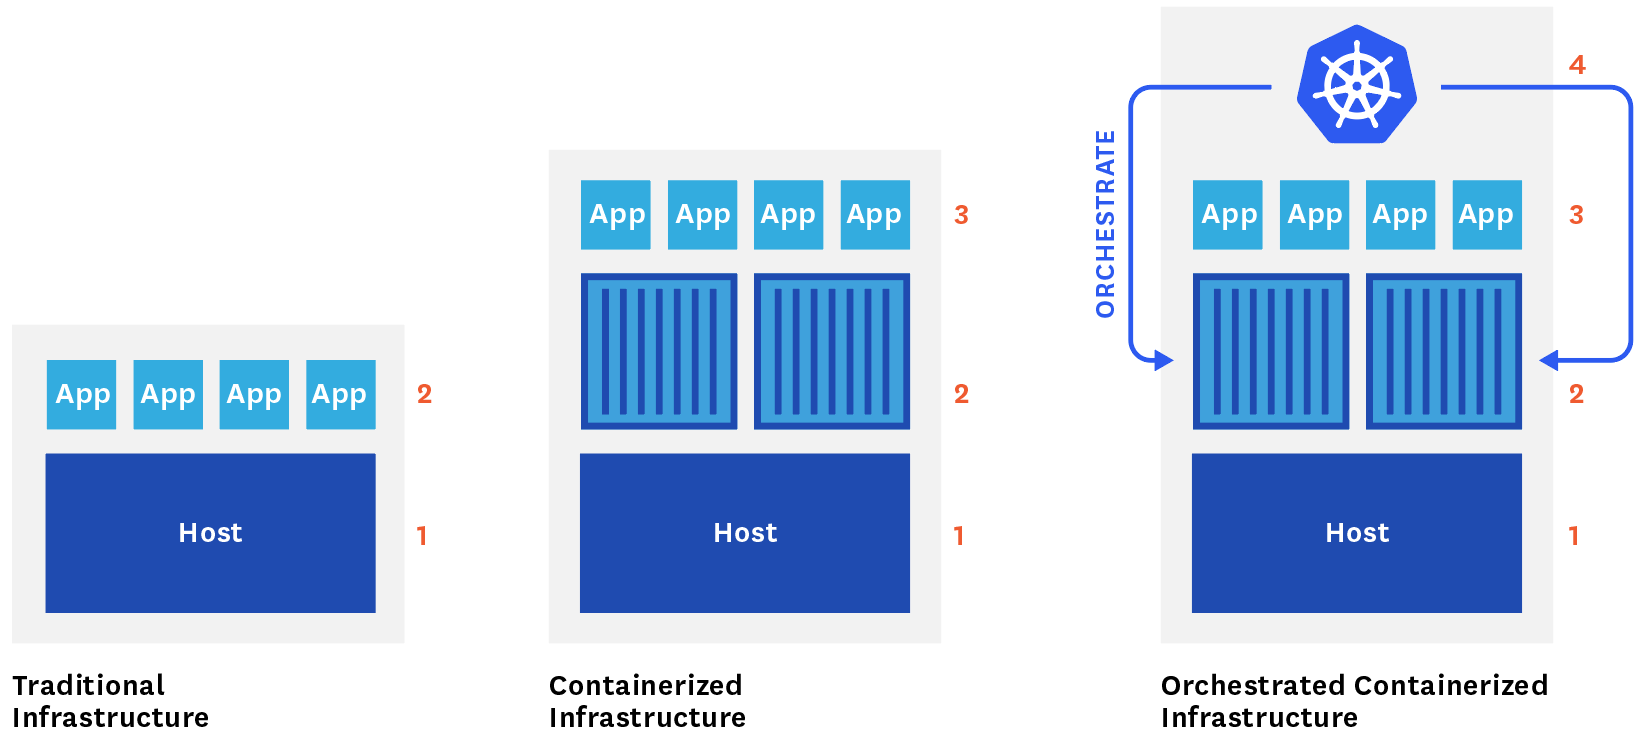 App App App App
2
Host
1
Traditional
Infrastructure
App App App App
3
2
Host
1
Containerized
Infrastructure
4
ORCHESTRATE
App App App App
3
2
Host
1
Orchestrated Containerized
Infrastructure